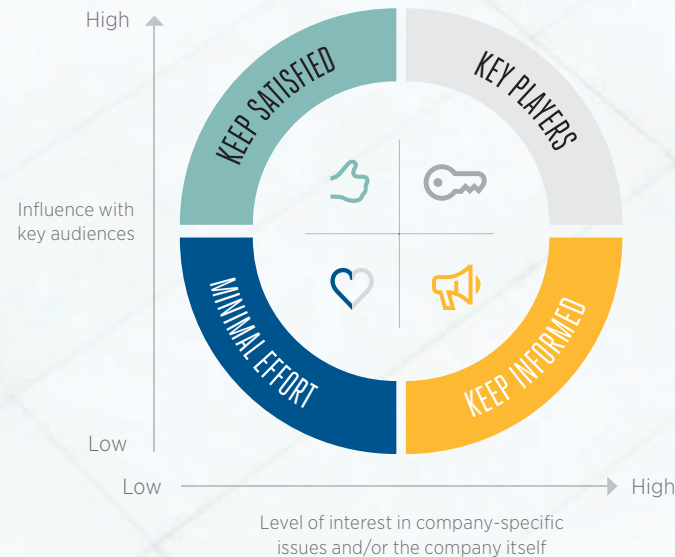 High
KEEP SATISFIED
KEY PLAYERS
Influence with
key audiences
MINIMAL EFFORT
KEEP INFORMED
Low
Low
High
Level of interest in company-specific
issues and/or the company itself